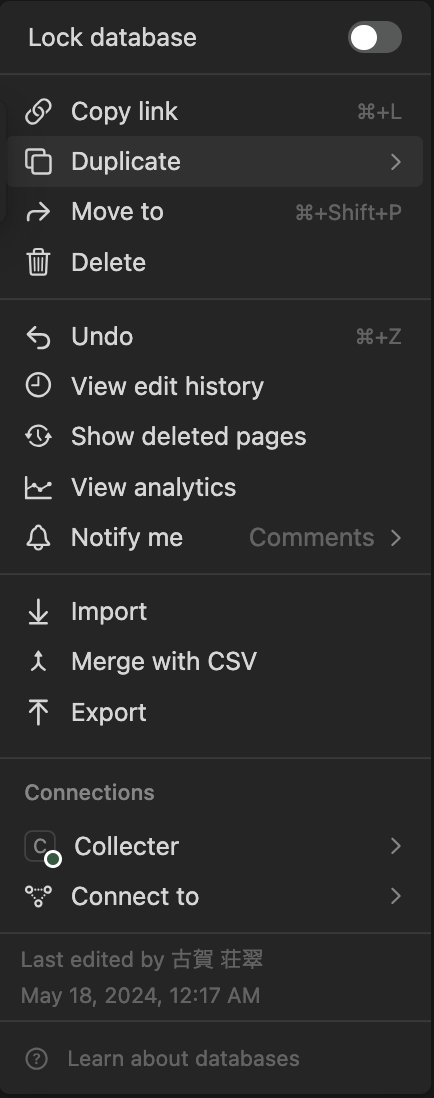 Lock database
Copy link ⌘+L
Duplicate
Move to ⌘+Shift+P
Delete
Undo ⌘+Z
View edit history
Show deleted pages
View analytics
Notify me Comments
Import
Merge with CSV
Export
Connections
C Collecter
Connect to
Last edited by 古賀 荘翠
May 18, 2024, 12:17 AM
? Learn about databases